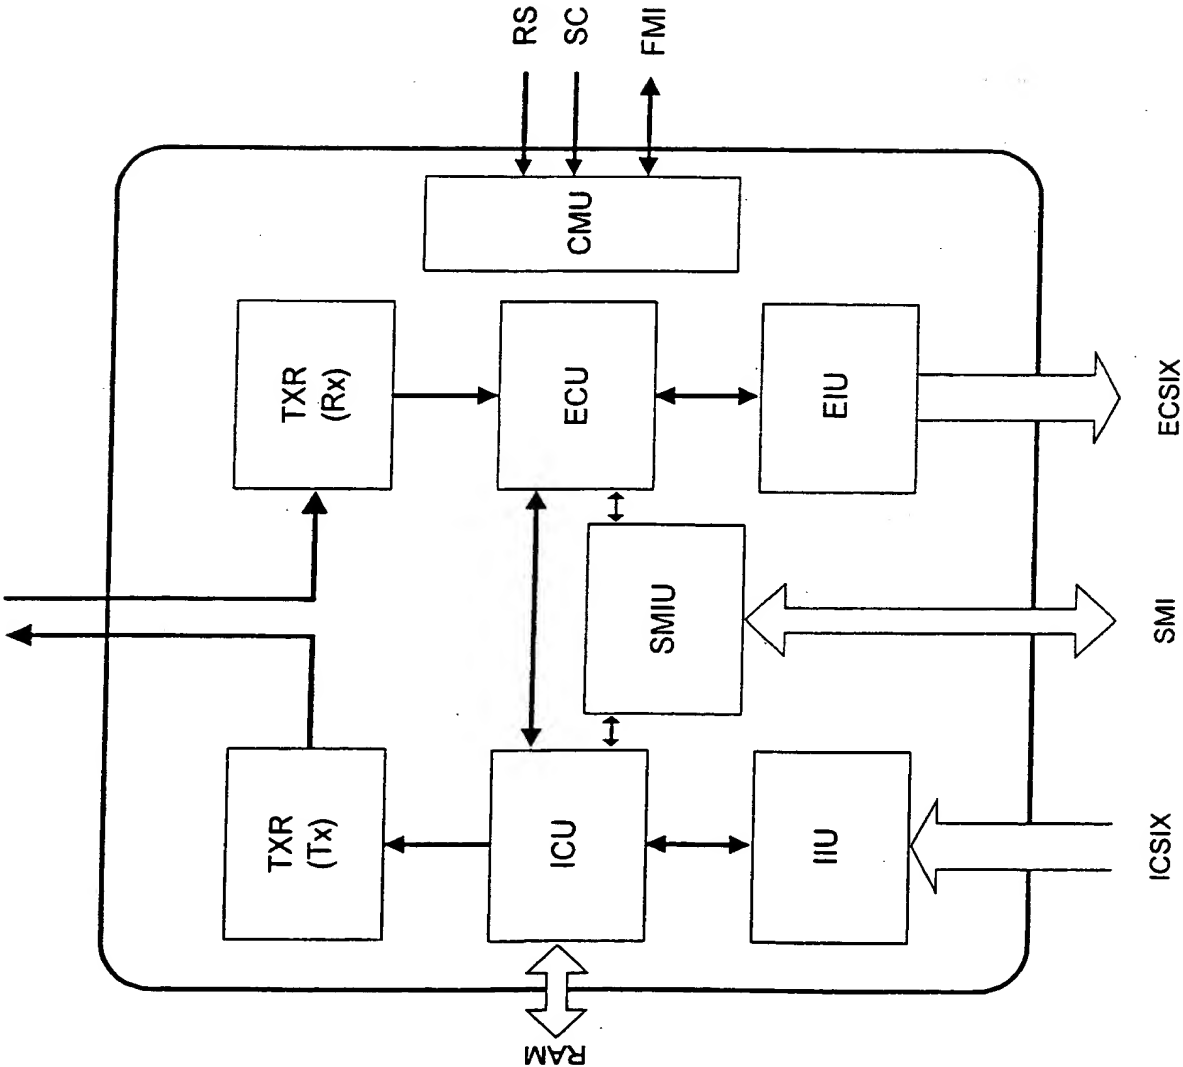 RS
SC
FMI
CMU
TXR
(Rx)
ECU
EIU
ECSIX
SMIU
SMI
TXR
(Tx)
ICU
IIU
ICSIX
RAM